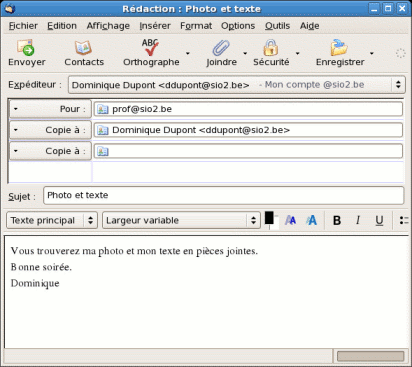 Rédaction : Photo et texte
Fichier Edition Affichage Insérer Format Options Outils Aide
Envoyer Contacts Orthographe Joindre Sécurité Enregistrer
Expéditeur : Dominique Dupont <ddupont@sio2.be> - Mon compte @sio2.be
Pour : prof@sio2.be
Copie à : Dominique Dupont <ddupont@sio2.be>
Copie à :
Sujet : Photo et texte
Texte principal Largeur variable A A A B I U
Vous trouverez ma photo et mon texte en pièces jointes.
Bonne soirée.
Dominique